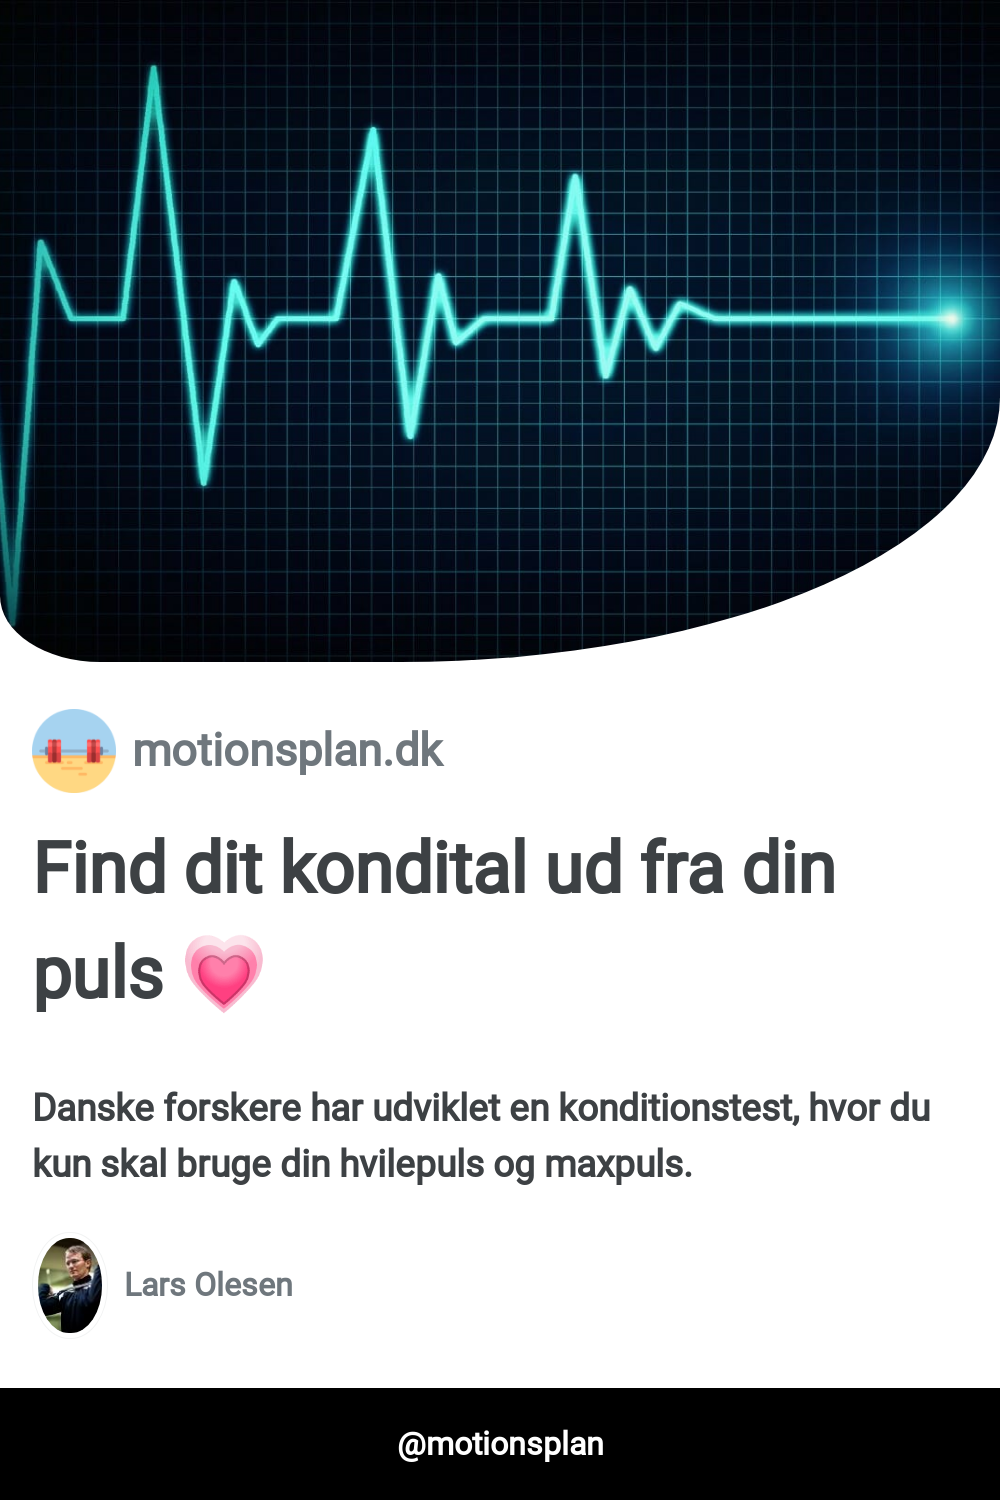 motionsplan.dk
Find dit kondital ud fra din
puls 💗
Danske forskere har udviklet en konditionstest, hvor du
kun skal bruge din hvilepuls og maxpuls.
Lars Olesen
@motionsplan